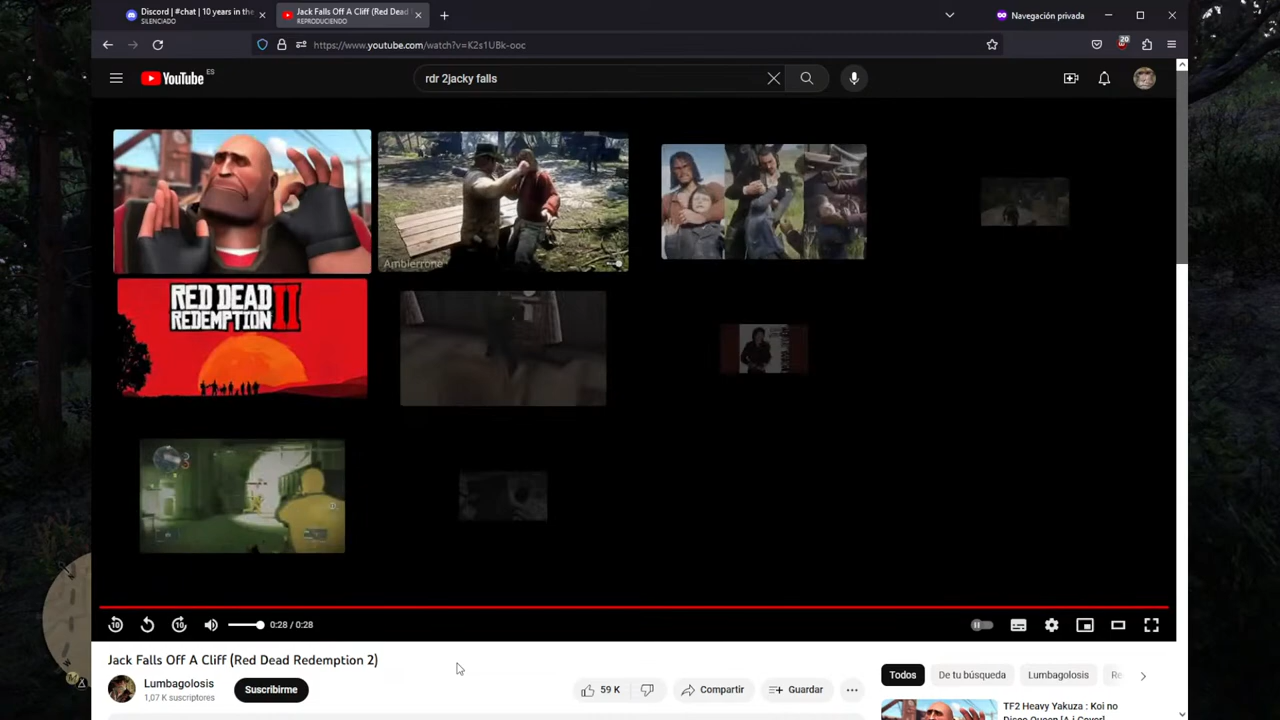 Discord | #chat | 10 years in the
SILENCIADO
Jack Falls Off A Cliff (Red Dead
REPRODUCIENDO
Navegación privada
https://www.youtube.com/watch?v=K2s1UBk-ooc
20
YouTube ES
rdr 2jacky falls
Amblerrone
RED DEAD
REDEMPTION II
0:28 / 0:28
Jack Falls Off A Cliff (Red Dead Redemption 2)
Lumbagolosis
1,07 K suscriptores
Suscribirme
59 K
Compartir
Guardar
Todos
De tu búsqueda
Lumbagolosis
Re
TF2 Heavy Yakuza : Koi no
Disco Queen [A.i Cover]